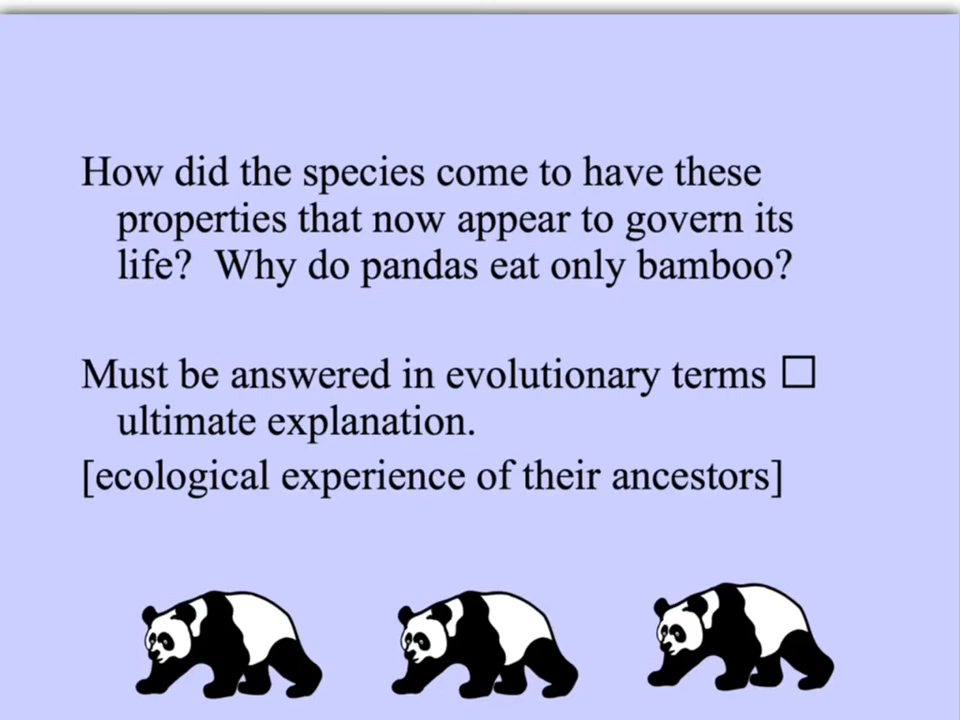 How did the species come to have these
properties that now appear to govern its
life?  Why do pandas eat only bamboo?
Must be answered in evolutionary terms □
ultimate explanation.
[ecological experience of their ancestors]